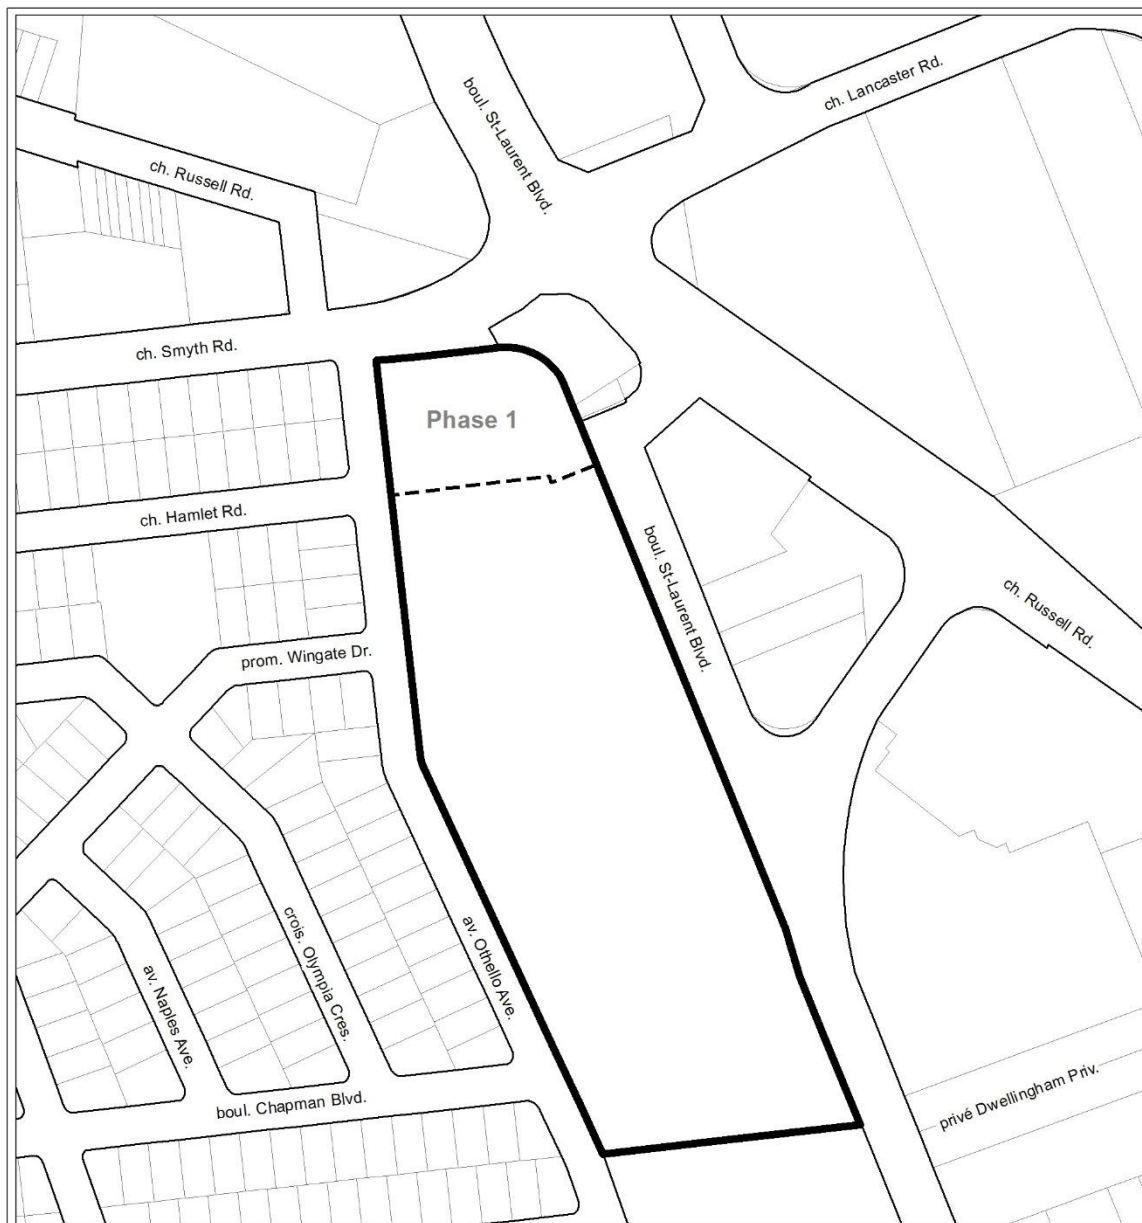 boul. St-Laurent Blvd.
ch. Lancaster Rd.
ch. Russell Rd.
ch. Smyth Rd.
Phase 1
ch. Hamlet Rd.
boul. St-Laurent Blvd.
ch. Russell Rd.
prom. Wingate Dr.
av. Othello Ave.
crois. Olympia Cres.
av. Naples Ave.
boul. Chapman Blvd.
privé Dwellingham Priv.